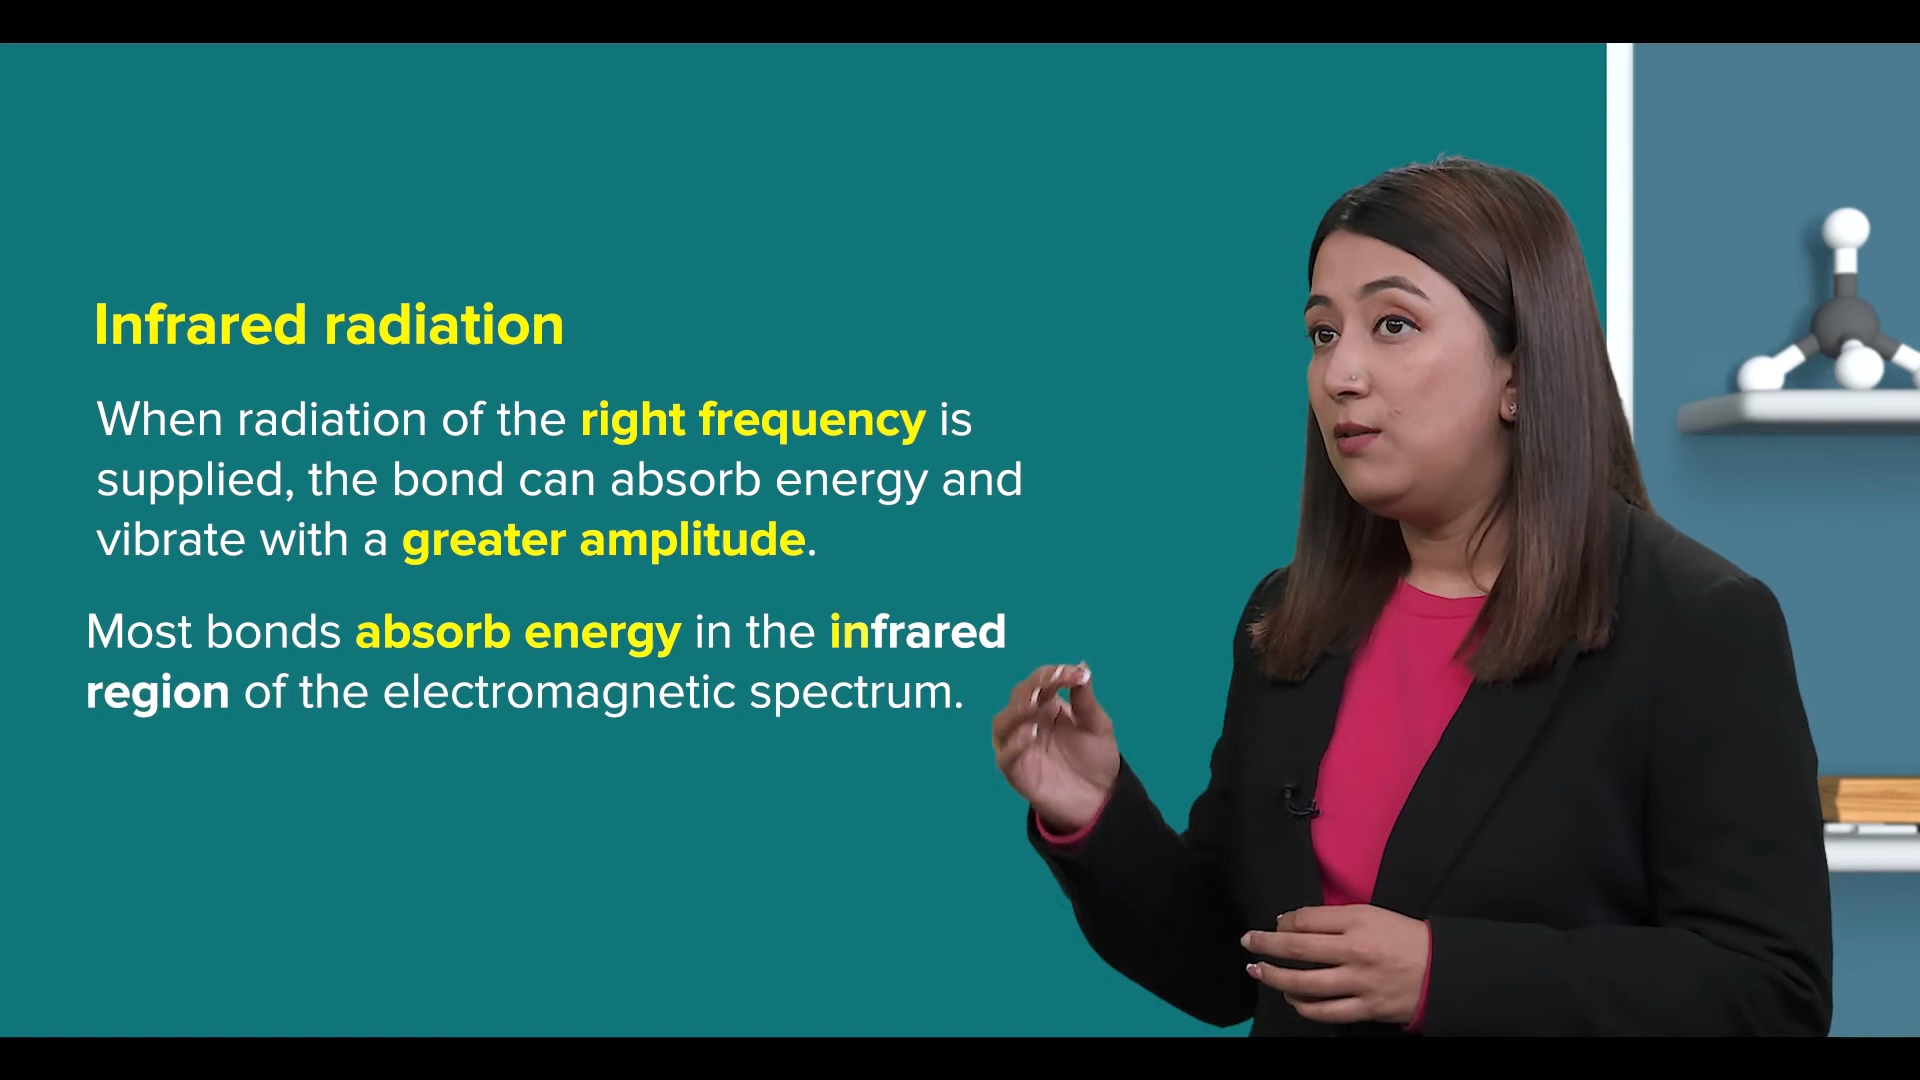 Infrared radiation
When radiation of the right frequency is
supplied, the bond can absorb energy and
vibrate with a greater amplitude.
Most bonds absorb energy in the infrared
region of the electromagnetic spectrum.